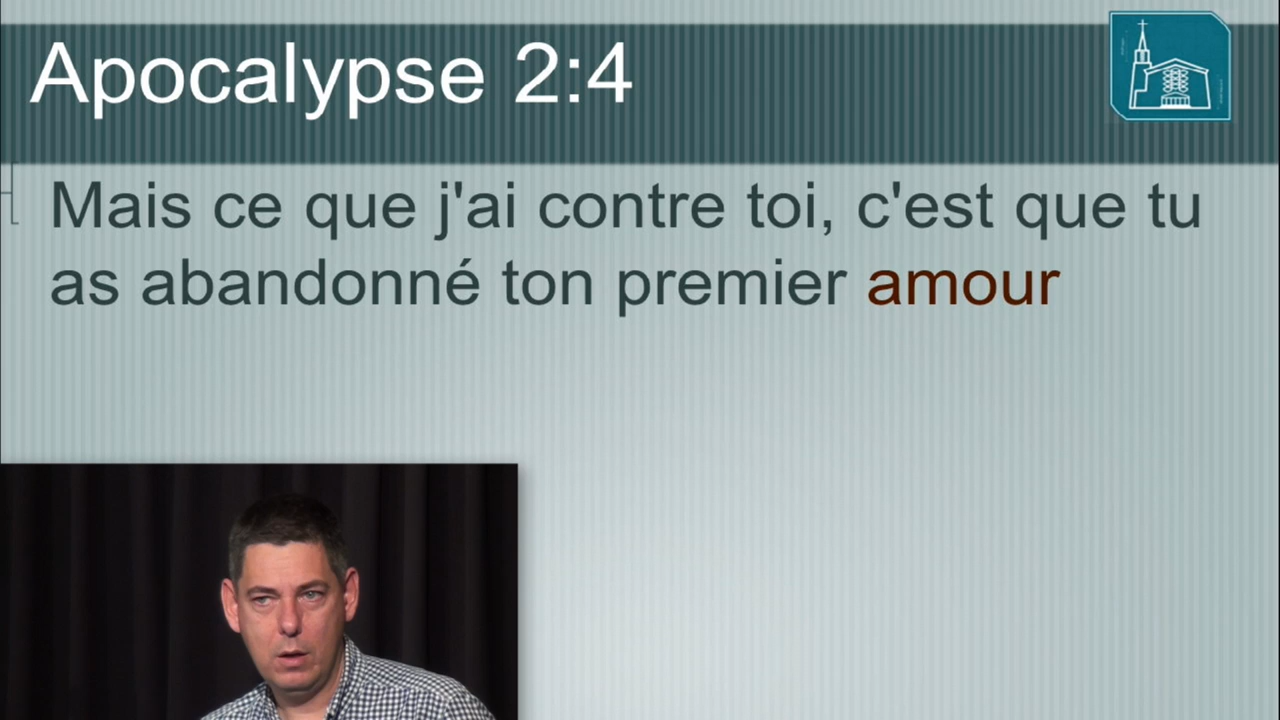 Apocalypse 2:4
Mais ce que j'ai contre toi, c'est que tu
as abandonné ton premier amour